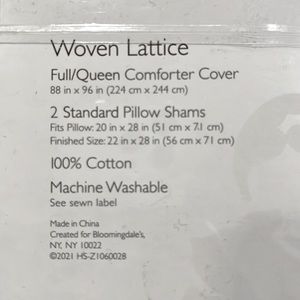 Woven Lattice
Full/Queen Comforter Cover
88 in x 96 in (224 cm x 244 cm)
2 Standard Pillow Shams
Fits Pillow: 20 in x 28 in (51 cm x 7.1 cm)
Finished Size: 22 in x 28 in (56 cm x 71 cm)
100% Cotton
Machine Washable
See sewn label
Made in China
Created for Bloomingdale's,
NY, NY 10022
©2021 HS-Z1060028